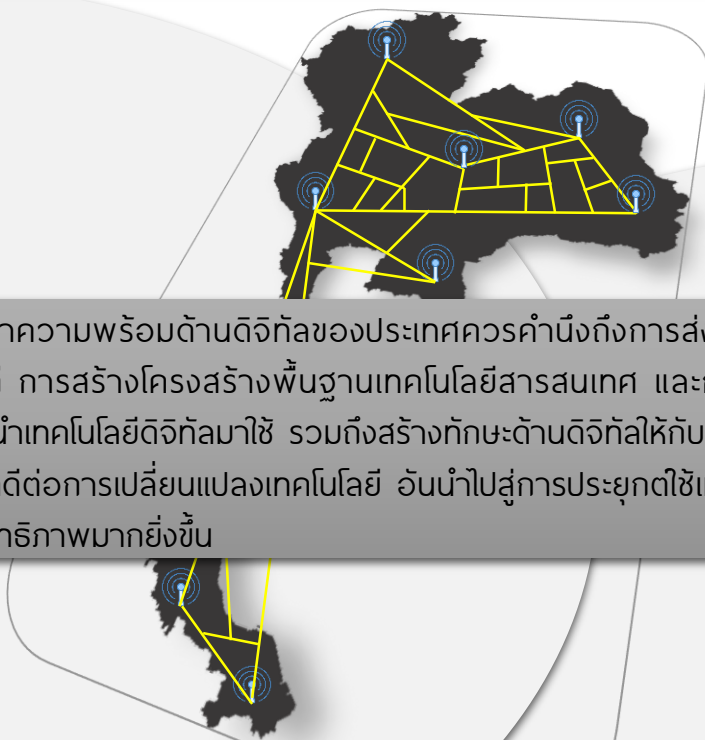 ความพร้อมด้านดิจิทัลของประเทศควรคำนึงถึงการส่ง
การสร้างโครงสร้างพื้นฐานเทคโนโลยีสารสนเทศ และ
นำเทคโนโลยีดิจิทัลมาใช้ รวมถึงสร้างทักษะด้านดิจิทัลให้กับ
ดีต่อการเปลี่ยนแปลงเทคโนโลยี อันนำไปสู่การประยุกต์ใช้
ธิภาพมากยิ่งขึ้น